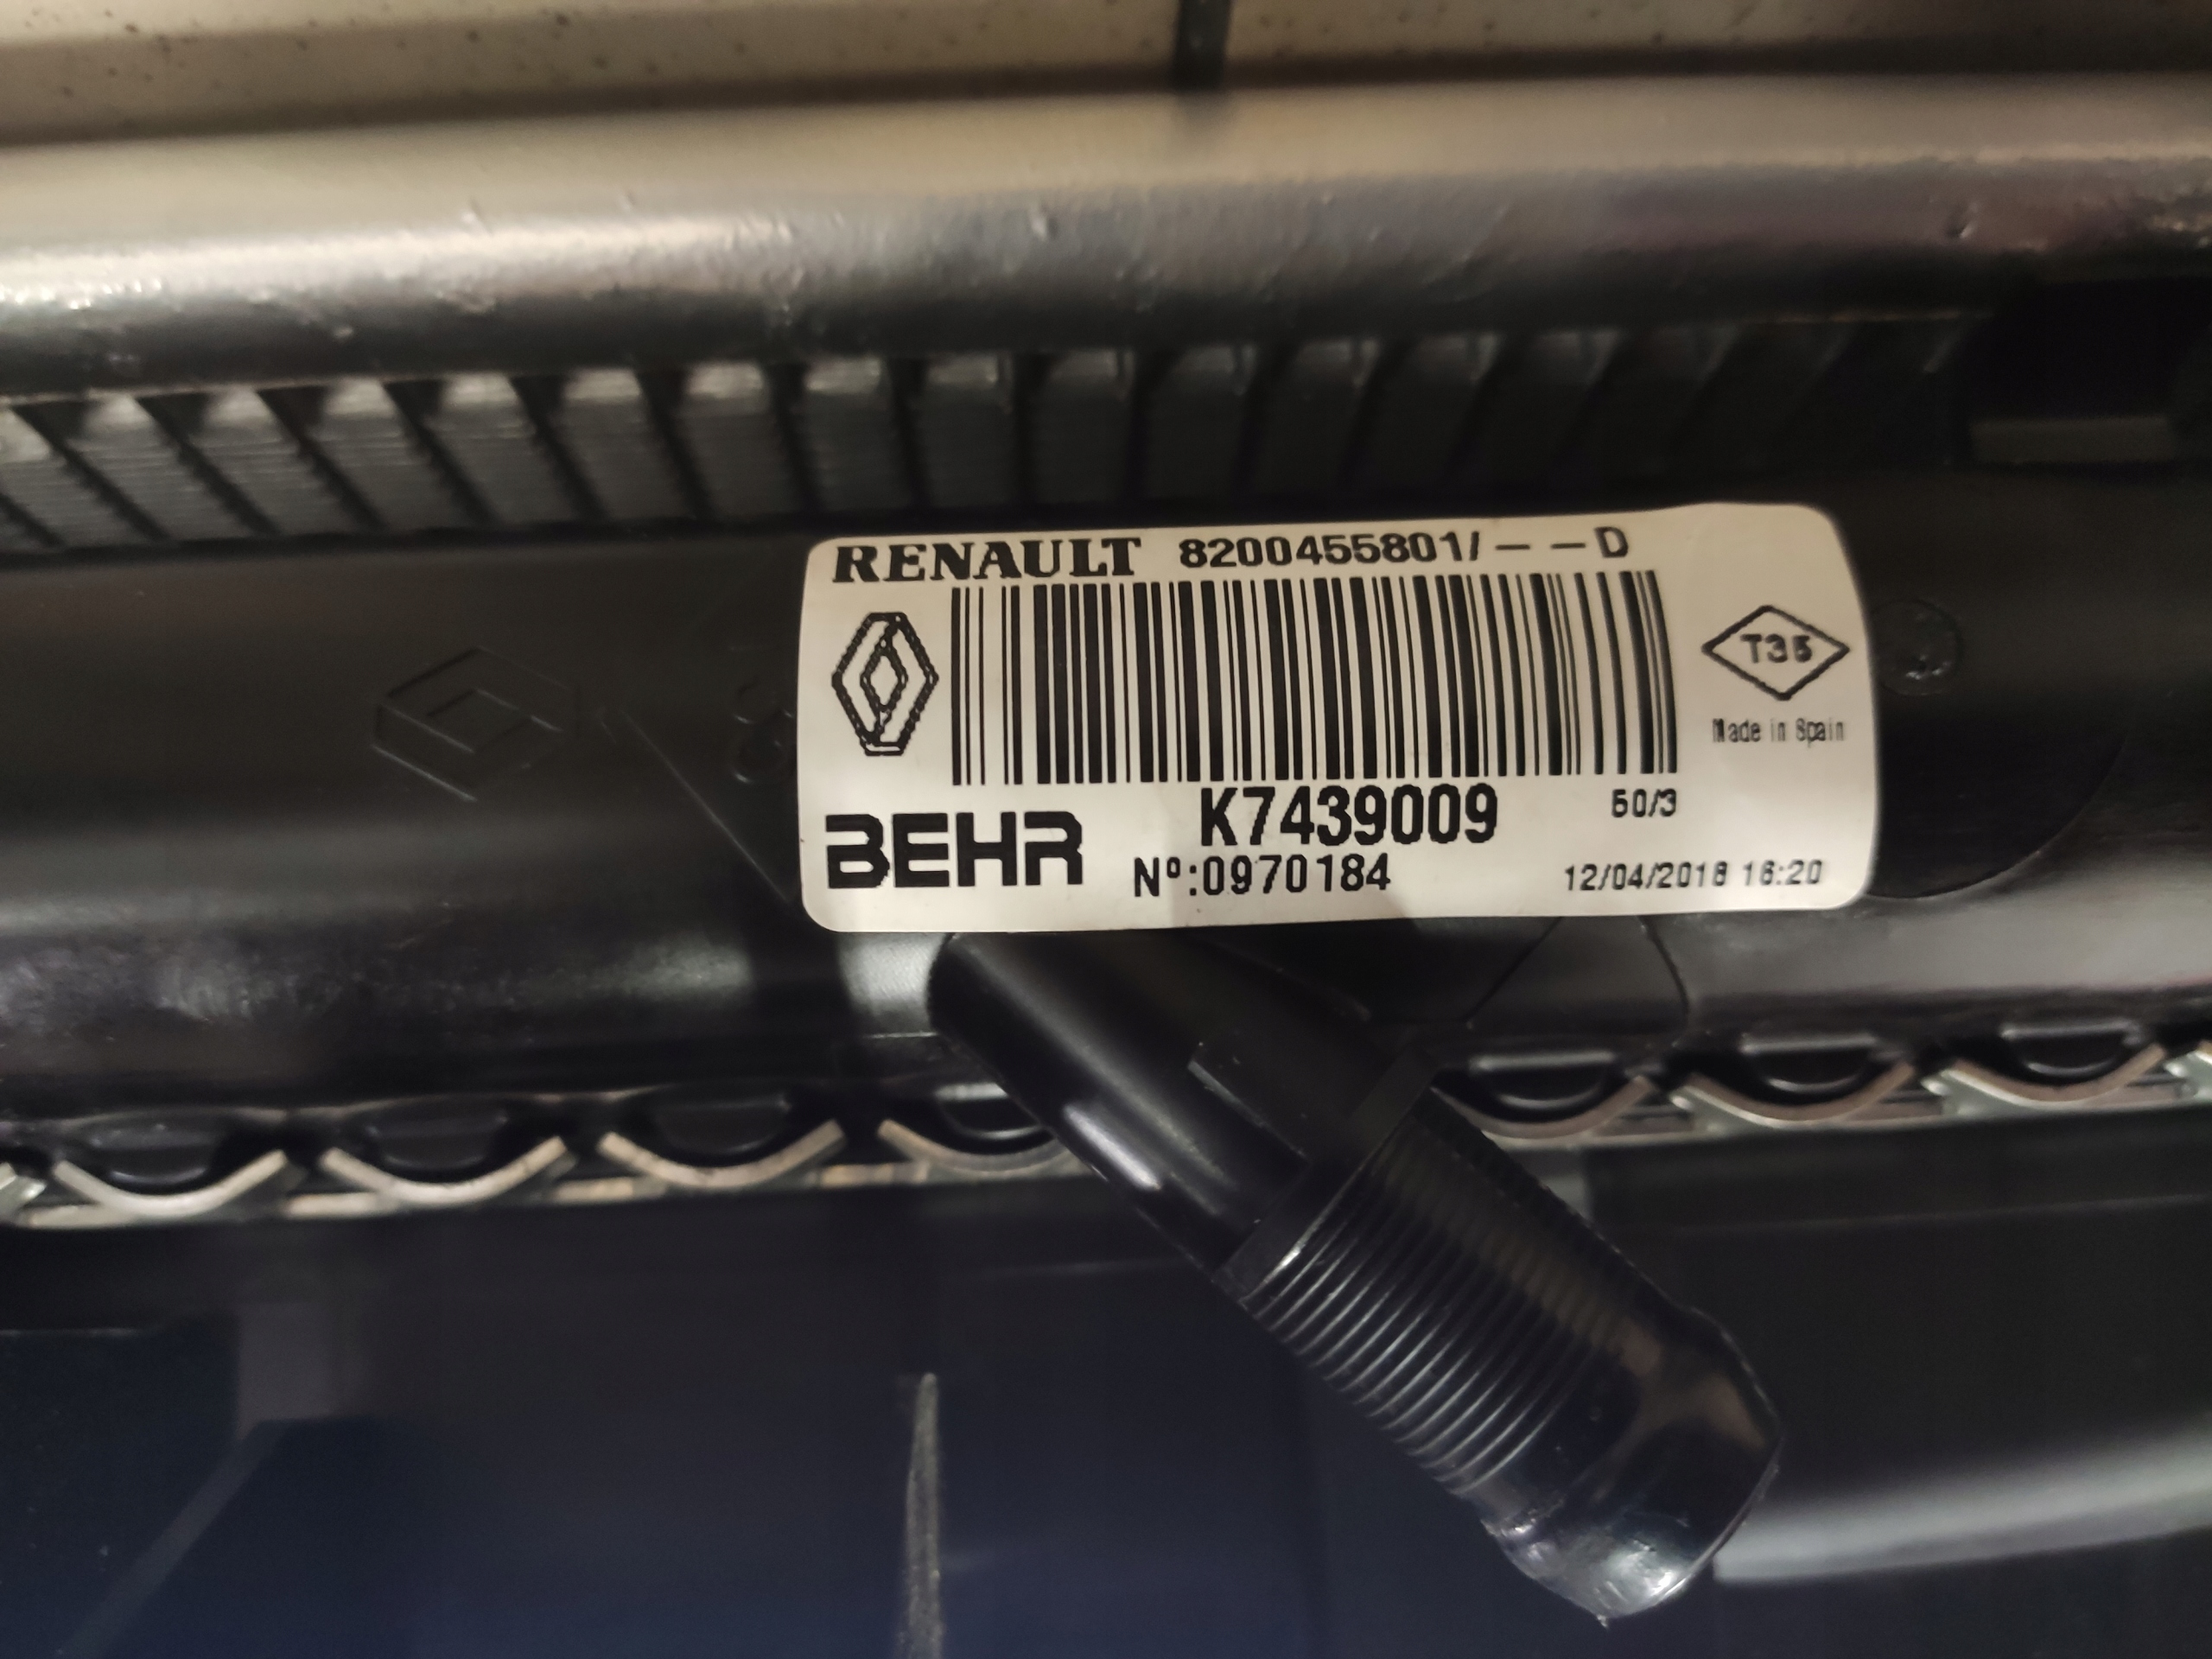 RENAULT 8200455801/ - -D
T35
Made in Spain
K7439009 50/3
BEHR Nº:0970184 12/04/2018 16:20